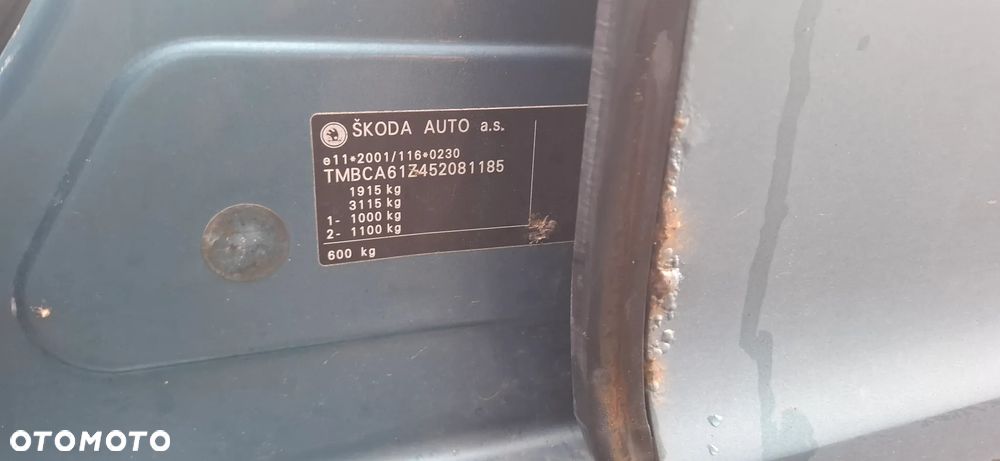 ŠKODA AUTO a.s.
e11*2001/116*0230
TMBCA61Z452081185
1915 kg
3115 kg
1- 1000 kg
2- 1100 kg
600 kg
OTOMOTO